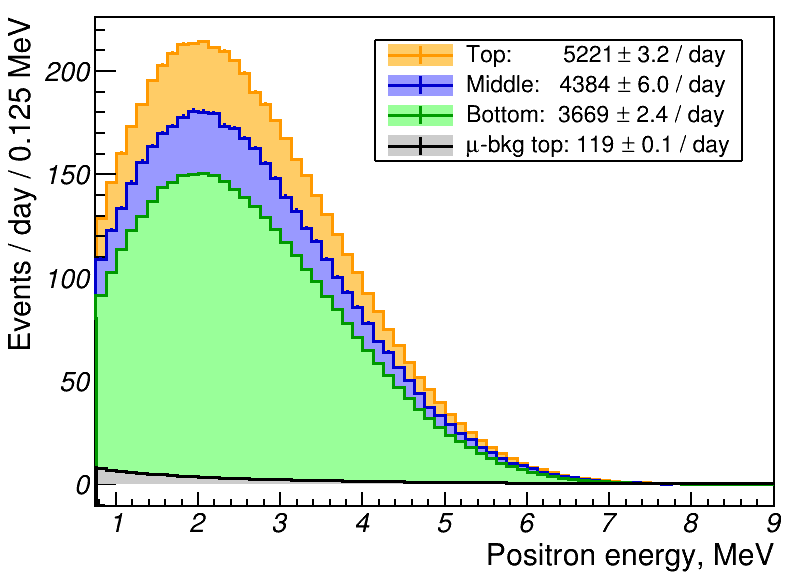 Events / day / 0.125 MeV
200
150
100
50
0
Top: 5221 ± 3.2 / day
Middle: 4384 ± 6.0 / day
Bottom: 3669 ± 2.4 / day
μ-bkg top: 119 ± 0.1 / day
1 2 3 4 5 6 7 8 9
Positron energy, MeV